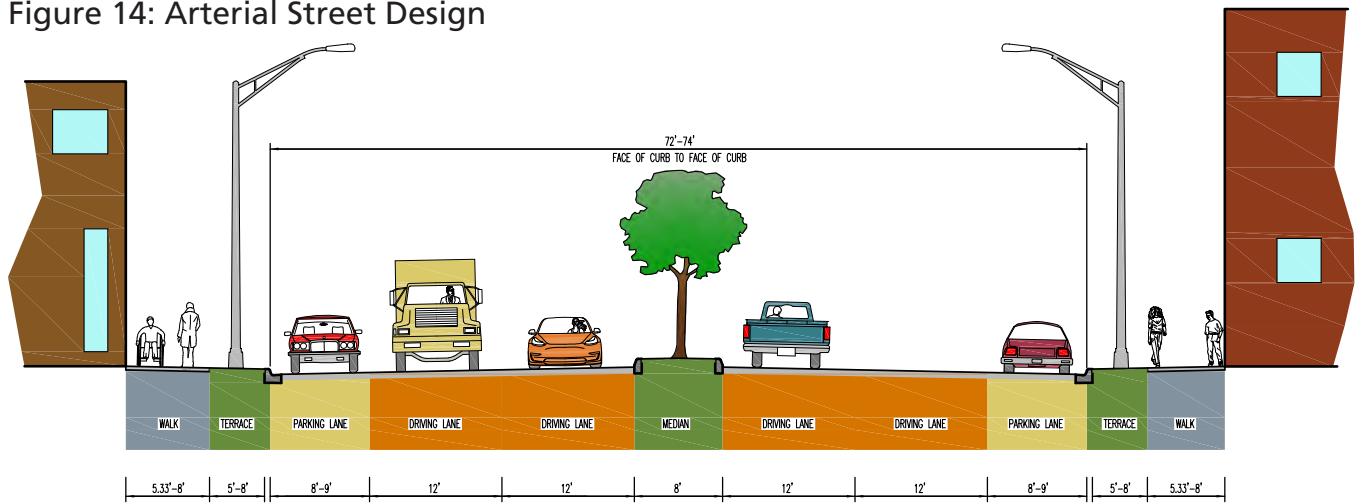 Figure 14: Arterial Street Design
72'-74'
FACE OF CURB TO FACE OF CURB
WALK TERRACE PARKING LANE DRIVING LANE DRIVING LANE MEDIAN DRIVING LANE DRIVING LANE PARKING LANE TERRACE WALK
5.33'-8' 5'-8' 8'-9' 12' 12' 8' 12' 12' 8'-9' 5'-8' 5.33'-8'